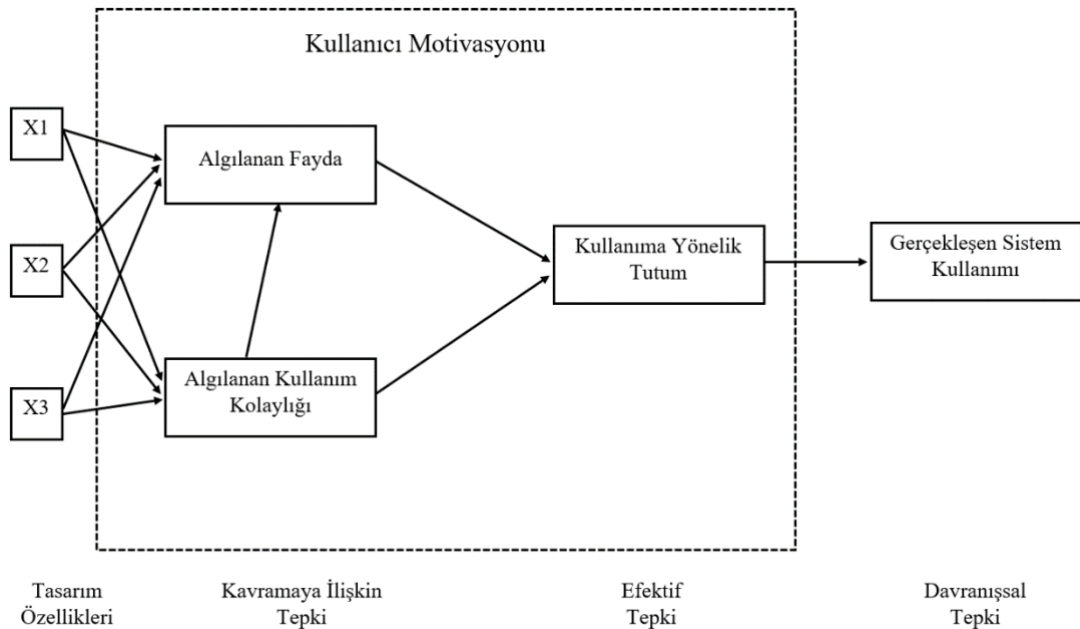 Kullanıcı Motivasyonu
X1
Algılanan Fayda
X2
Kullanıma Yönelik
Tutum
Gerçekleşen Sistem
Kullanımı
X3
Algılanan Kullanım
Kolaylığı
Tasarım
Özellikleri
Kavramaya İlişkin
Tepki
Efektif
Tepki
Davranışsal
Tepki